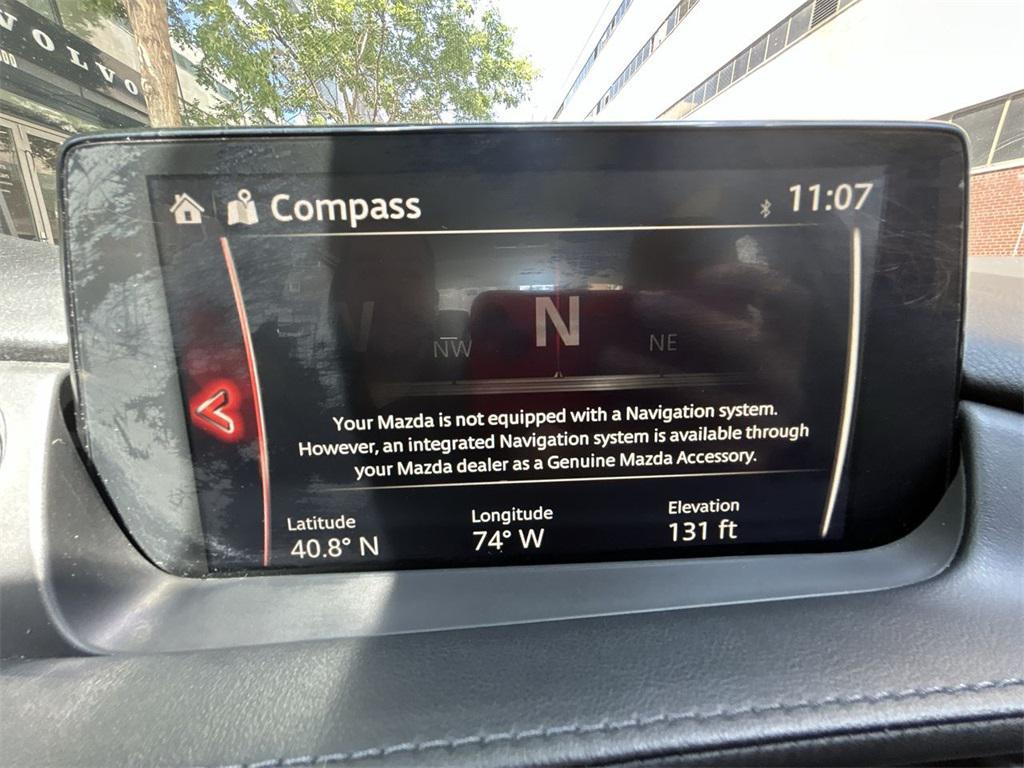 VOLVO
00
Compass
11:07
W
NW
N
NE
Your Mazda is not equipped with a Navigation system.
However, an integrated Navigation system is available through
your Mazda dealer as a Genuine Mazda Accessory.
Latitude
Longitude
Elevation
40.8° N
74° W
131 ft